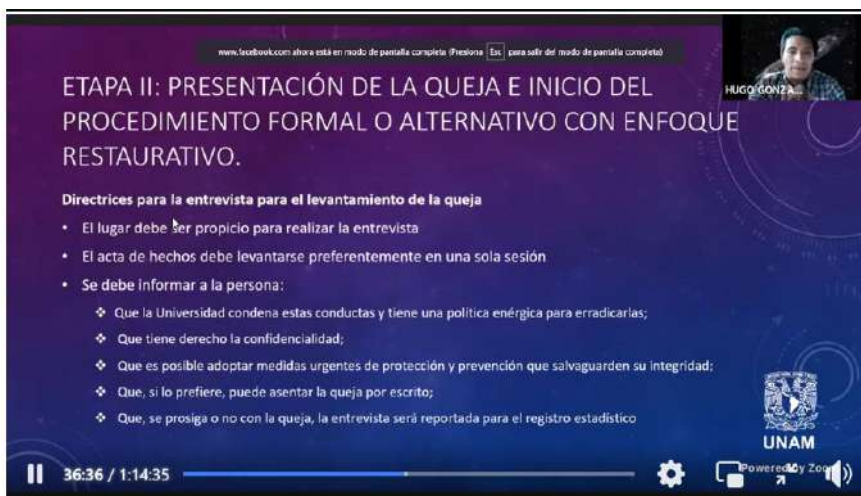 www.facebook.com ahora está en modo de pantalla completa (Presiona Esc para salir del modo de pantalla completa)
HUGO GONZA...
ETAPA II: PRESENTACIÓN DE LA QUEJA E INICIO DEL
PROCEDIMIENTO FORMAL O ALTERNATIVO CON ENFOQUE
RESTAURATIVO.
Directrices para la entrevista para el levantamiento de la queja
• El lugar debe ser propicio para realizar la entrevista
• El acta de hechos debe levantarse preferentemente en una sola sesión
• Se debe informar a la persona:
❖ Que la Universidad condena estas conductas y tiene una política enérgica para erradicarlas;
❖ Que tiene derecho la confidencialidad;
❖ Que es posible adoptar medidas urgentes de protección y prevención que salvaguarden su integridad;
❖ Que, si lo prefiere, puede asentar la queja por escrito;
❖ Que, se prosiga o no con la queja, la entrevista será reportada para el registro estadístico
UNAM
36:36 / 1:14:35
Powered by Zoo